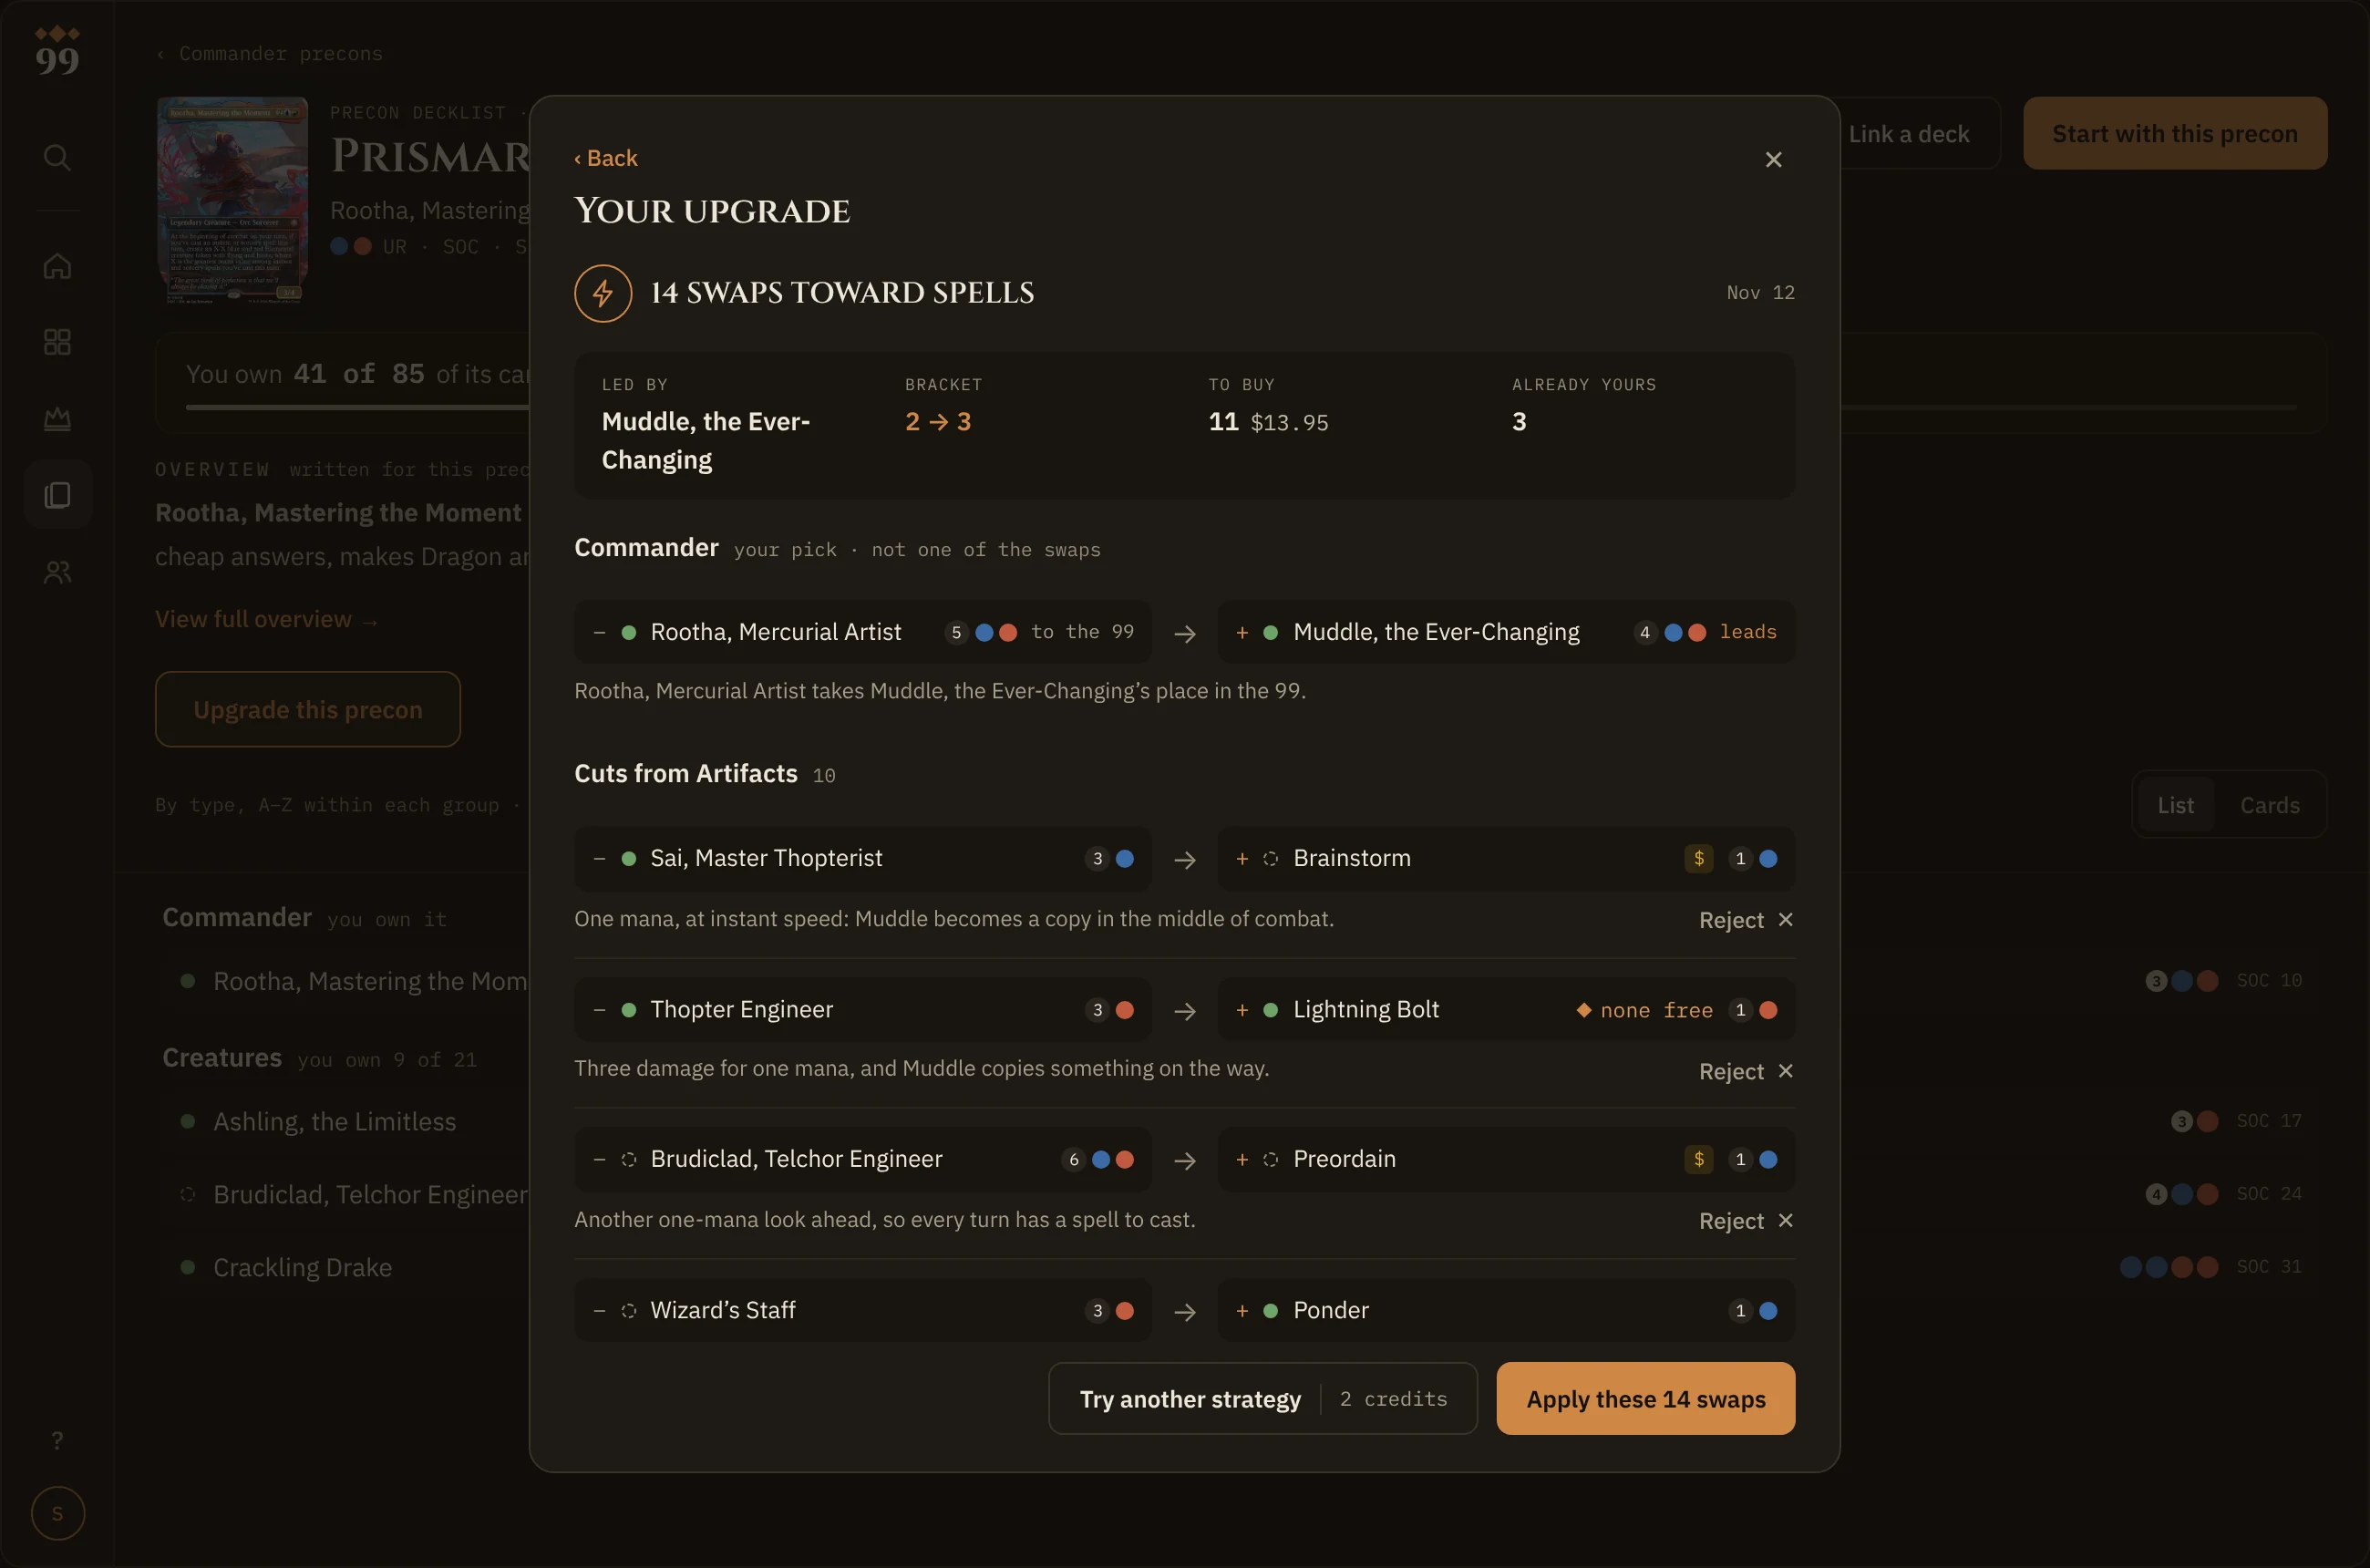 99
‹ Commander precons
PRECON DECKLIST ·
PRISMAR
Rootha, Mastering
UR · SOC · S
Link a deck
Start with this precon
You own 41 of 85 of its car
OVERVIEW written for this prec
Rootha, Mastering the Moment
cheap answers, makes Dragon an
View full overview →
Upgrade this precon
By type, A–Z within each group ·
List
Cards
Commander you own it
Rootha, Mastering the Mom
3 SOC 10
Creatures you own 9 of 21
Ashling, the Limitless
3 SOC 17
Brudiclad, Telchor Engineer
4 SOC 24
Crackling Drake
SOC 31
?
S
‹ Back
×
YOUR UPGRADE
14 SWAPS TOWARD SPELLS
Nov 12
LED BY
Muddle, the Ever-
Changing
BRACKET
2 → 3
TO BUY
11 $13.95
ALREADY YOURS
3
Commander your pick · not one of the swaps
− Rootha, Mercurial Artist 5 to the 99 → + Muddle, the Ever-Changing 4 leads
Rootha, Mercurial Artist takes Muddle, the Ever-Changing’s place in the 99.
Cuts from Artifacts 10
− Sai, Master Thopterist 3 → + Brainstorm $ 1
One mana, at instant speed: Muddle becomes a copy in the middle of combat.
Reject ×
− Thopter Engineer 3 → + Lightning Bolt ◆ none free 1
Three damage for one mana, and Muddle copies something on the way.
Reject ×
− Brudiclad, Telchor Engineer 6 → + Preordain $ 1
Another one-mana look ahead, so every turn has a spell to cast.
Reject ×
− Wizard’s Staff 3 → + Ponder 1
Try another strategy | 2 credits
Apply these 14 swaps